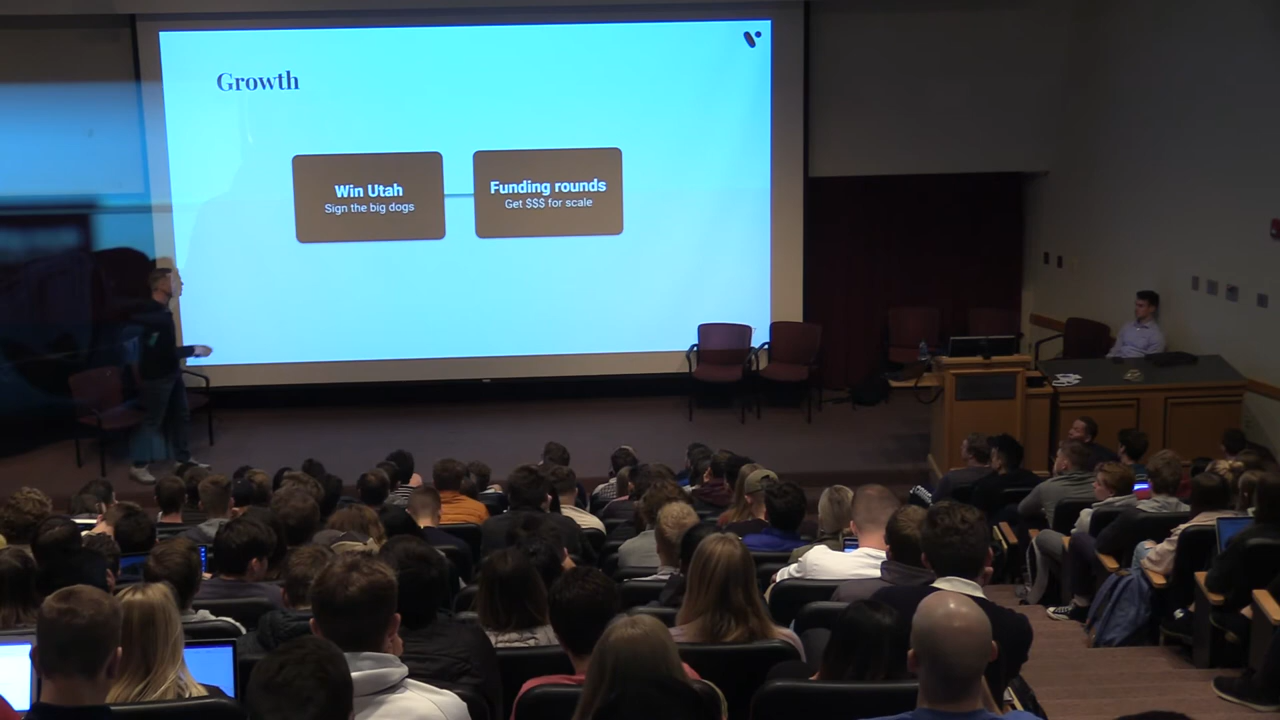 Growth
Win Utah
Sign the big dogs
Funding rounds
Get $$$ for scale